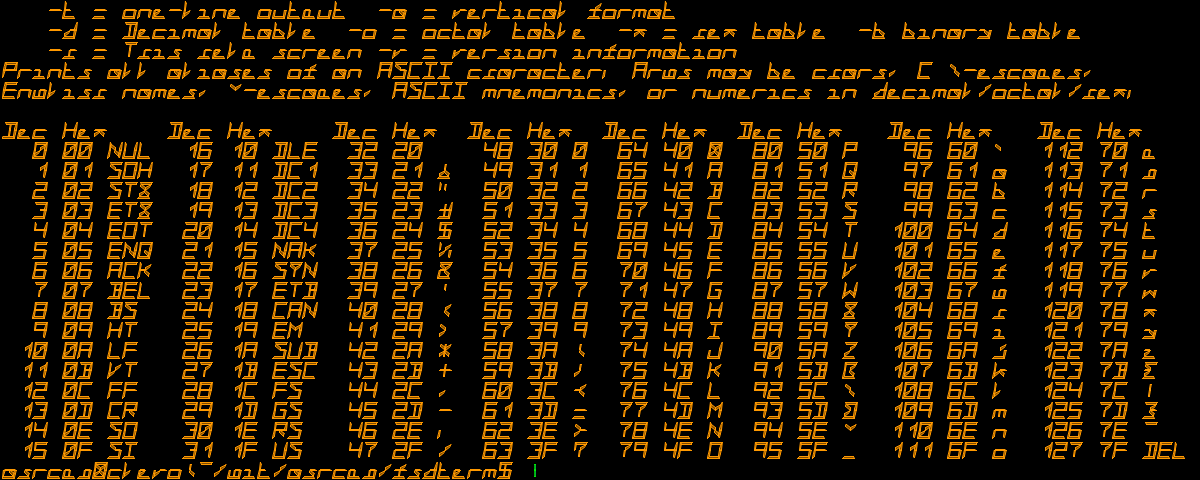 -t = one-line output -a = vertical format
-d = Decimal table -o = octal table -x = hex table -b binary table
-h = This help screen -v = version information
Prints all aliases of an ASCII character. Args may be chars, C \-escapes,
English names, ^-escapes, ASCII mnemonics, or numerics in decimal/octal/hex.
Dec Hex Dec Hex Dec Hex Dec Hex Dec Hex Dec Hex Dec Hex Dec Hex
0 00 NUL 16 10 DLE 32 20 48 30 0 64 40 @ 80 50 P 96 60 ` 112 70 p
1 01 SOH 17 11 DC1 33 21 ! 49 31 1 65 41 A 81 51 Q 97 61 a 113 71 q
2 02 STX 18 12 DC2 34 22 " 50 32 2 66 42 B 82 52 R 98 62 b 114 72 r
3 03 ETX 19 13 DC3 35 23 # 51 33 3 67 43 C 83 53 S 99 63 c 115 73 s
4 04 EOT 20 14 DC4 36 24 $ 52 34 4 68 44 D 84 54 T 100 64 d 116 74 t
5 05 ENQ 21 15 NAK 37 25 % 53 35 5 69 45 E 85 55 U 101 65 e 117 75 u
6 06 ACK 22 16 SYN 38 26 & 54 36 6 70 46 F 86 56 V 102 66 f 118 76 v
7 07 BEL 23 17 ETB 39 27 ' 55 37 7 71 47 G 87 57 W 103 67 g 119 77 w
8 08 BS 24 18 CAN 40 28 ( 56 38 8 72 48 H 88 58 X 104 68 h 120 78 x
9 09 HT 25 19 EM 41 29 ) 57 39 9 73 49 I 89 59 Y 105 69 i 121 79 y
10 0A LF 26 1A SUB 42 2A * 58 3A : 74 4A J 90 5A Z 106 6A j 122 7A z
11 0B VT 27 1B ESC 43 2B + 59 3B ; 75 4B K 91 5B [ 107 6B k 123 7B {
12 0C FF 28 1C FS 44 2C , 60 3C < 76 4C L 92 5C \ 108 6C l 124 7C |
13 0D CR 29 1D GS 45 2D - 61 3D = 77 4D M 93 5D ] 109 6D m 125 7D }
14 0E SO 30 1E RS 46 2E . 62 3E > 78 4E N 94 5E ^ 110 6E n 126 7E ~
15 0F SI 31 1F US 47 2F / 63 3F ? 79 4F O 95 5F _ 111 6F o 127 7F DEL